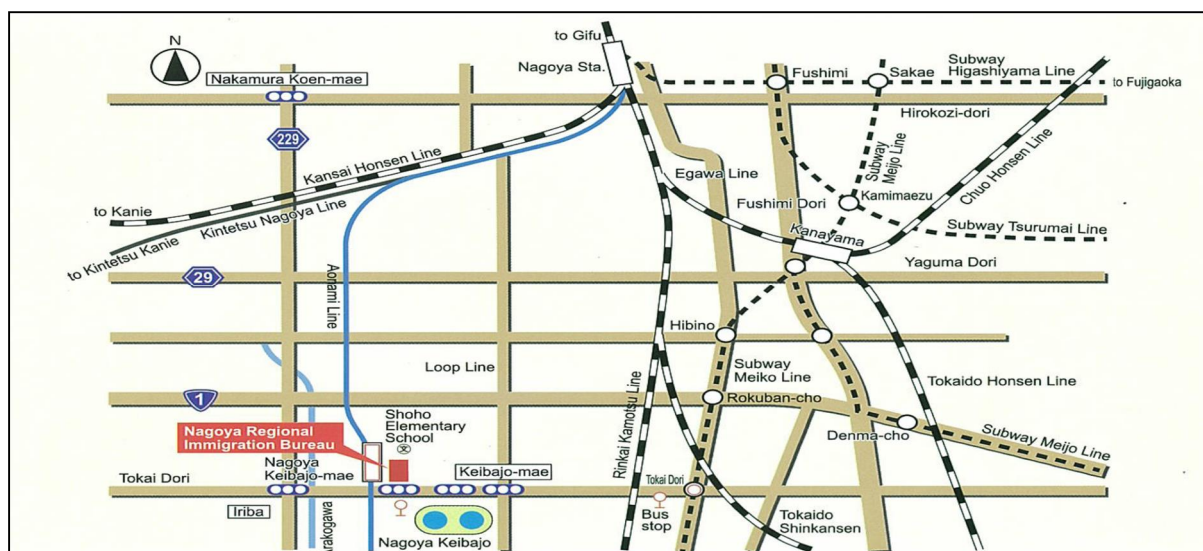 to Gifu
N
Nagoya Sta.
Nakamura Koen-mae
Fushimi
Sakae
Subway
Higashiyama Line
to Fujigaoka
Hirokozi-dori
229
Kansai Honsen Line
Subway
Meijo Line
Chuo Honsen Line
Egawa Line
Kamimaezu
Fushimi Dori
to Kanie
Kintetsu Nagoya Line
to Kintetsu Kanie
Kanayama
Subway Tsurumai Line
Yaguma Dori
29
Aonami Line
Hibino
Loop Line
Subway
Meiko Line
Tokaido Honsen Line
1
Rokuban-cho
Shoho
Elementary
School
Nagoya Regional
Immigration Bureau
Rinkai Kamotsu Line
Denma-cho
Subway Meijo Line
Nagoya
Keibajo-mae
Keibajo-mae
Tokai Dori
Tokai Dori
Iriba
Arakogawa
Bus
stop
Tokaido
Shinkansen
Nagoya Keibajo